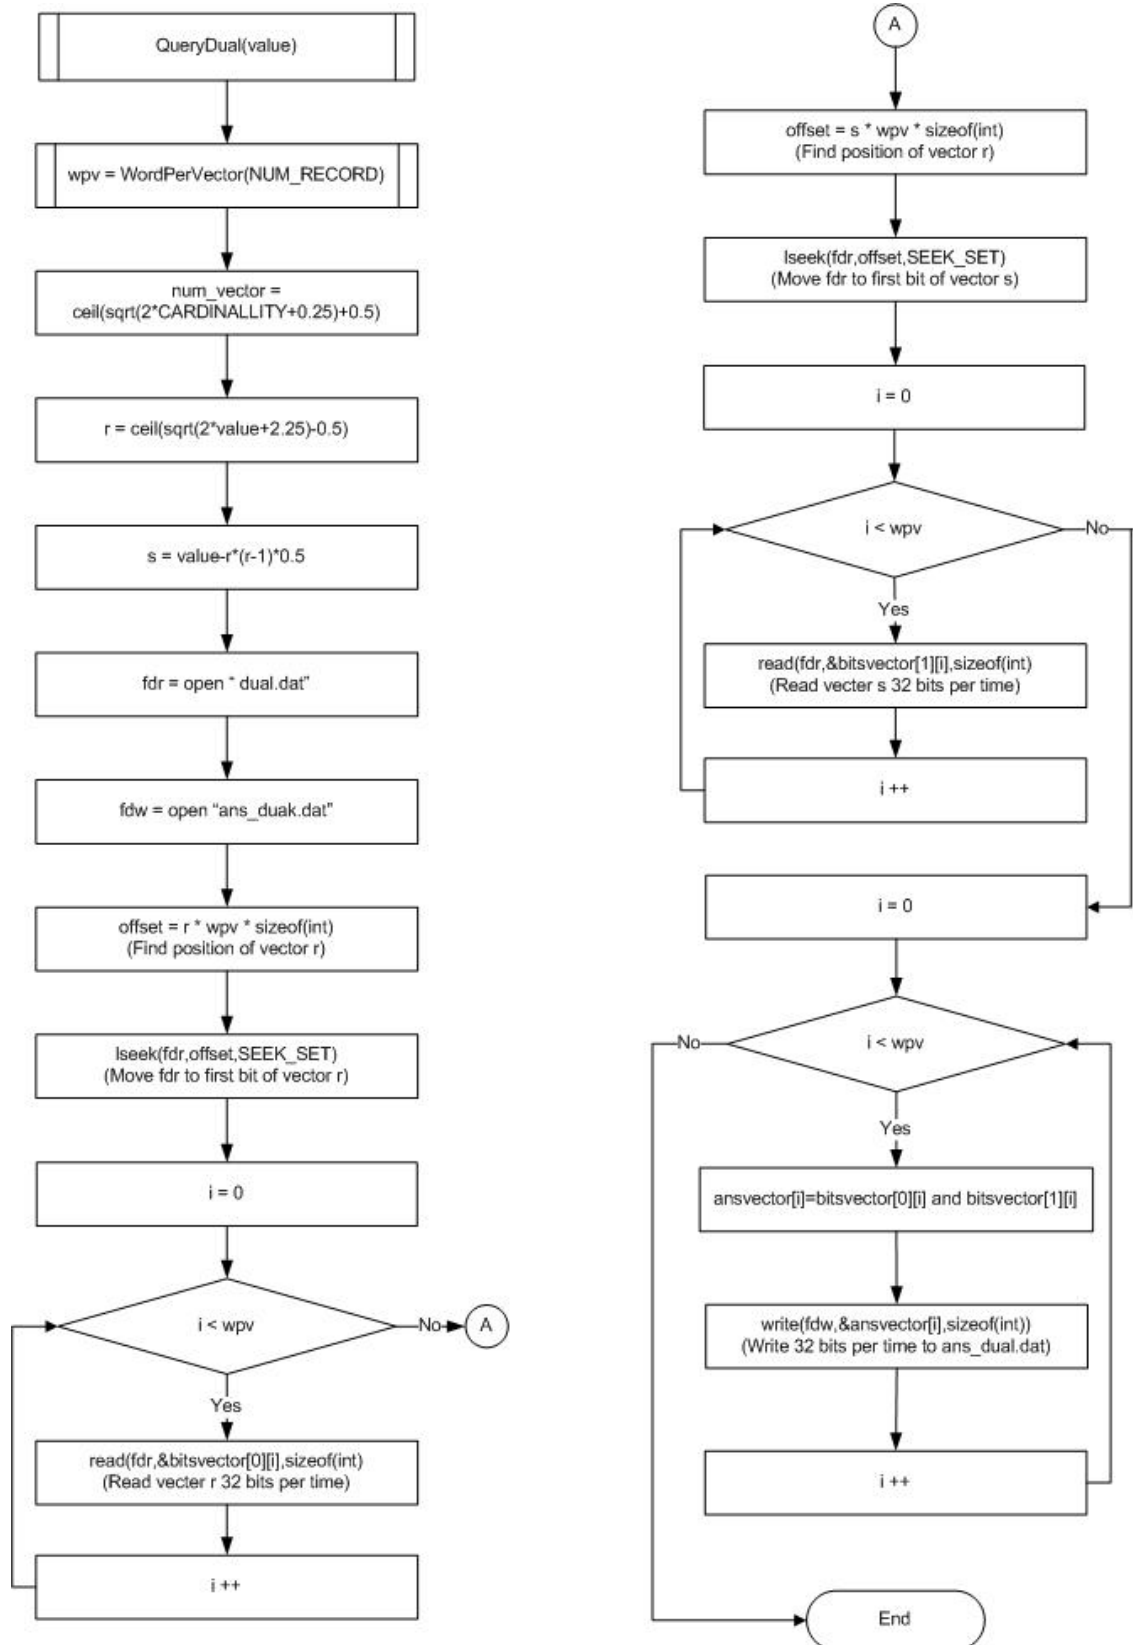 QueryDual(value)
wpv = WordPerVector(NUM_RECORD)
num_vector =
ceil(sqrt(2*CARDINALLITY+0.25)+0.5)
r = ceil(sqrt(2*value+2.25)-0.5)
s = value-r*(r-1)*0.5
fdr = open “ dual.dat”
fdw = open “ans_duak.dat”
offset = r * wpv * sizeof(int)
(Find position of vector r)
lseek(fdr,offset,SEEK_SET)
(Move fdr to first bit of vector r)
i = 0
i < wpv
No
A
Yes
read(fdr,&bitsvector[0][i],sizeof(int)
(Read vecter r 32 bits per time)
i ++
A
offset = s * wpv * sizeof(int)
(Find position of vector r)
lseek(fdr,offset,SEEK_SET)
(Move fdr to first bit of vector s)
i = 0
i < wpv
No
Yes
read(fdr,&bitsvector[1][i],sizeof(int)
(Read vecter s 32 bits per time)
i ++
i = 0
i < wpv
No
Yes
ansvector[i]=bitsvector[0][i] and bitsvector[1][i]
write(fdw,&ansvector[i],sizeof(int))
(Write 32 bits per time to ans_dual.dat)
i ++
End